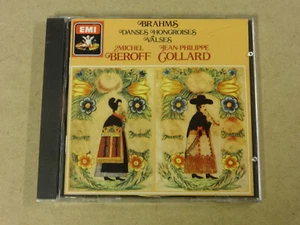 EMI
BRAHMS
DANSES HONGROISES
VALSES
MICHEL JEAN-PHILIPPE
BEROFF COLLARD